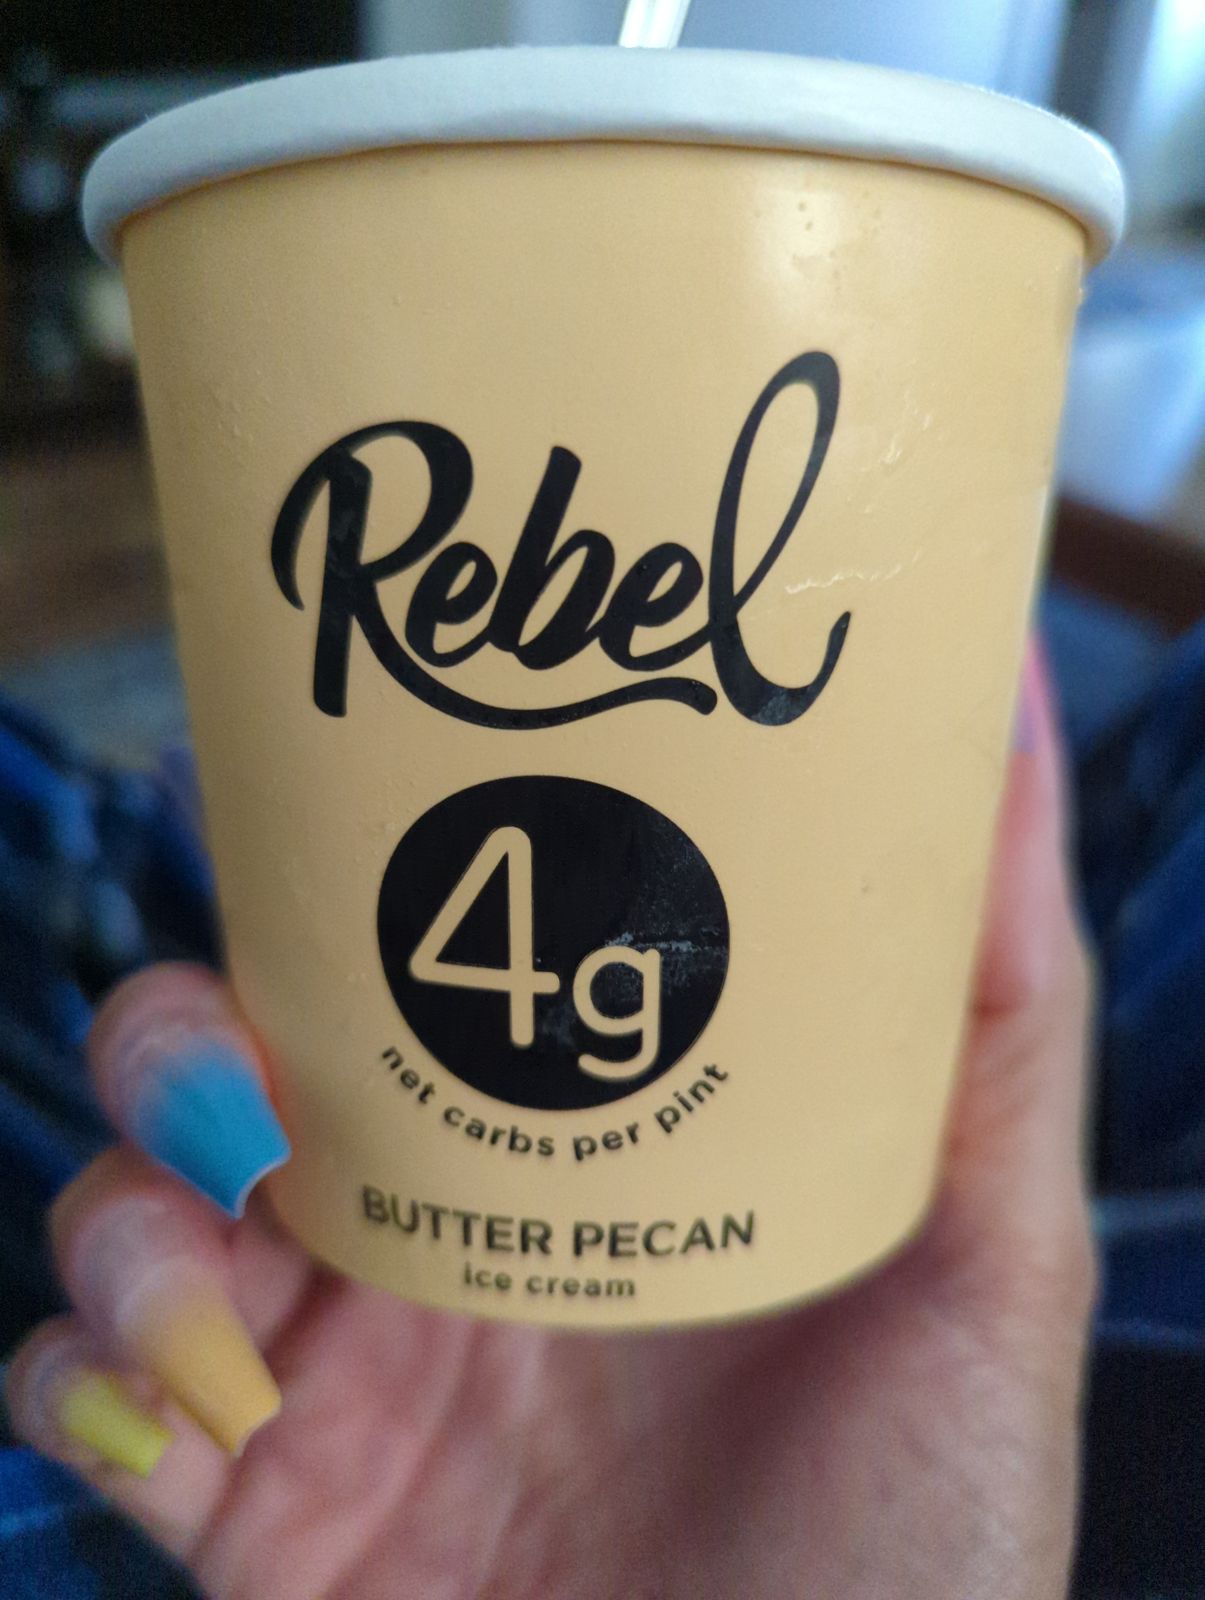 Rebel
4g
net carbs per pint
BUTTER PECAN
ice cream